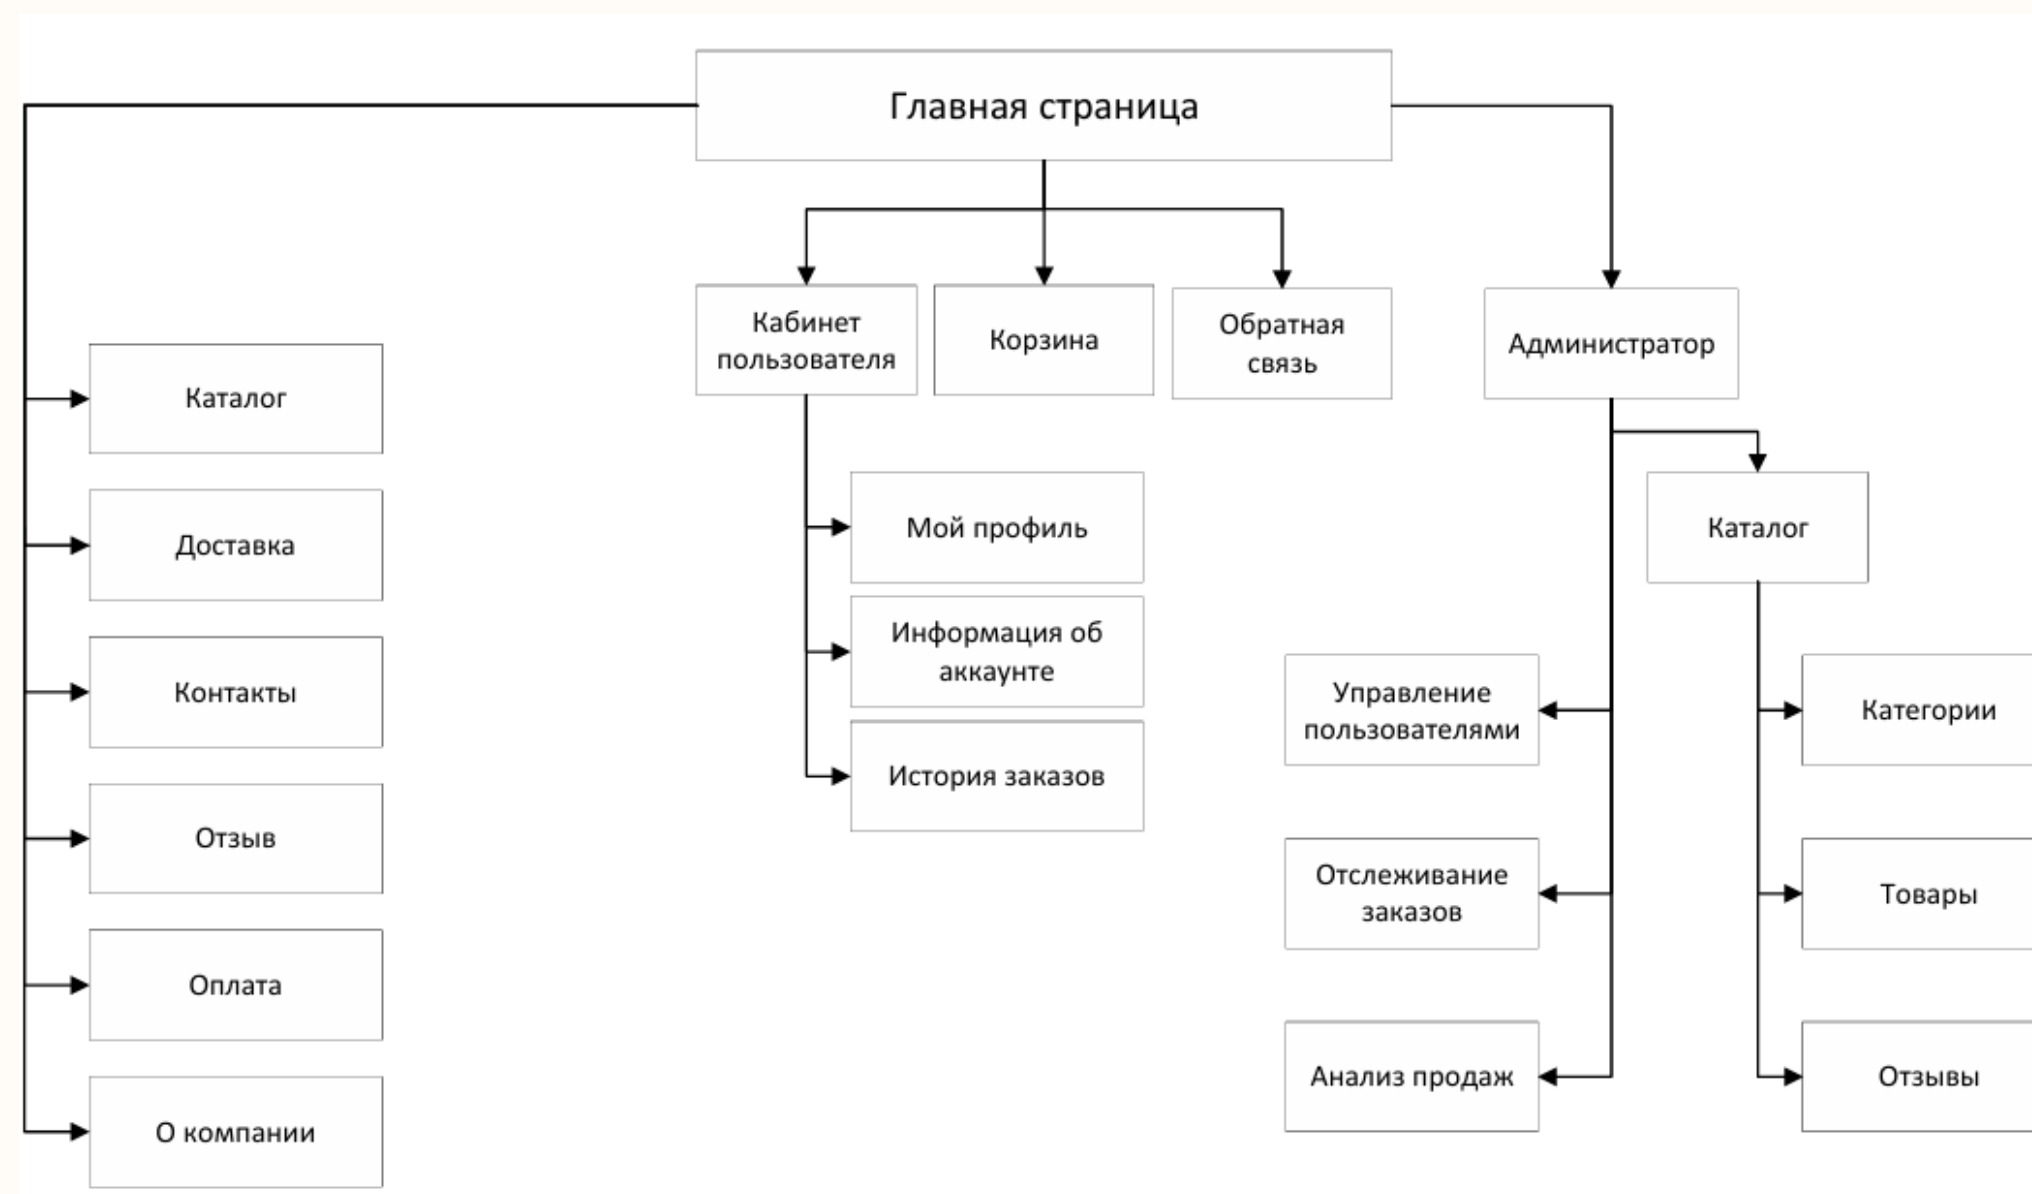 Главная страница
Кабинет
пользователя
Корзина
Обратная
связь
Администратор
Каталог
Доставка
Контакты
Отзыв
Оплата
О компании
Мой профиль
Информация об
аккаунте
История заказов
Каталог
Управление
пользователями
Отслеживание
заказов
Анализ продаж
Категории
Товары
Отзывы